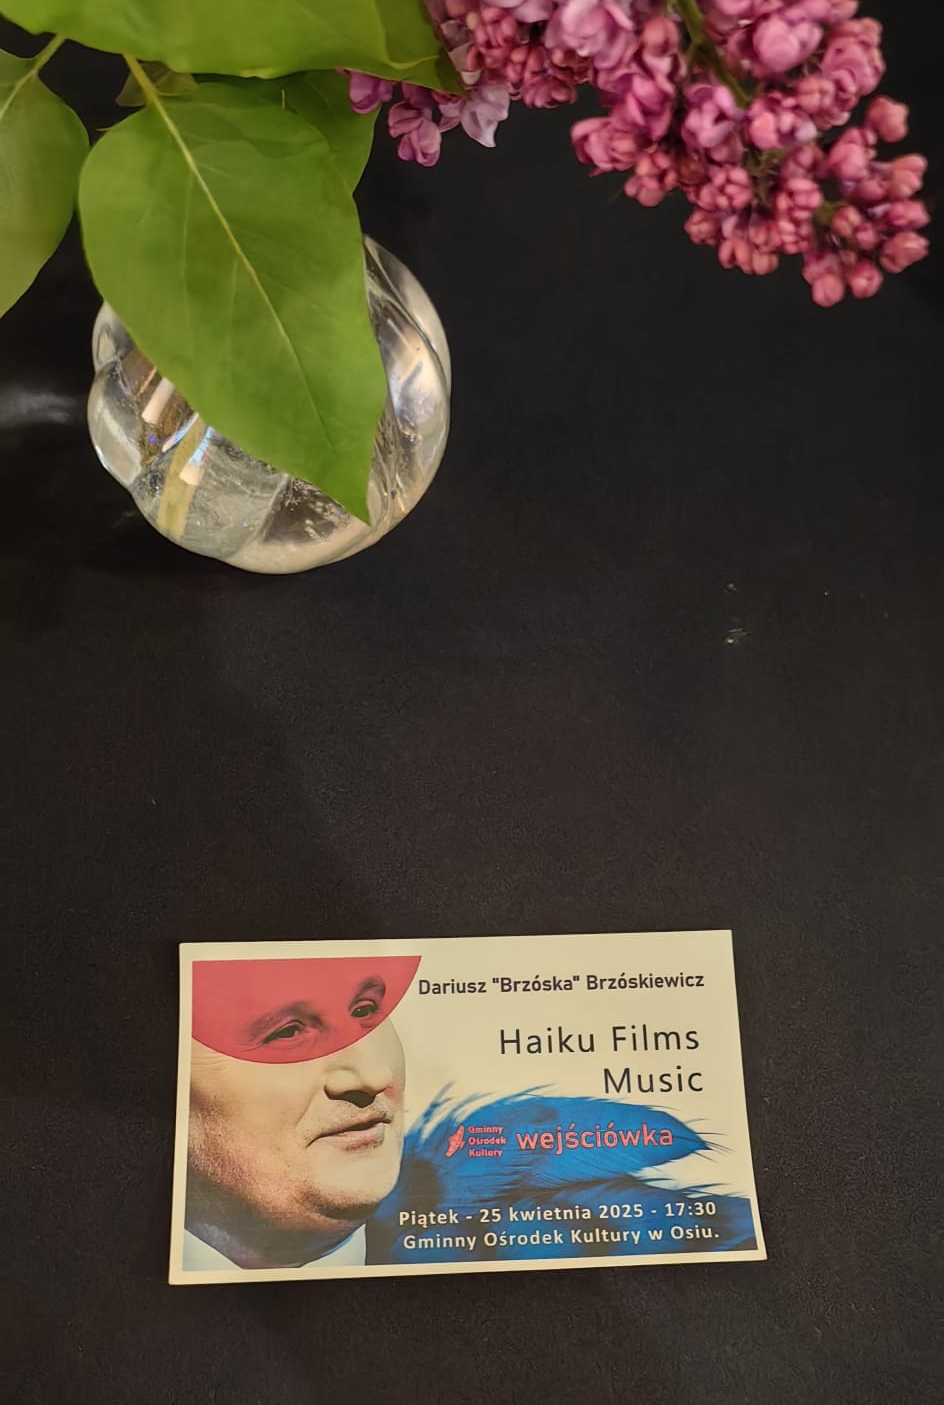 Dariusz "Brzóska" Brzóskiewicz
Haiku Films
Music
Gminny
Ośrodek
Kultury
wejściówka
Piątek - 25 kwietnia 2025 - 17:30
Gminny Ośrodek Kultury w Osiu.